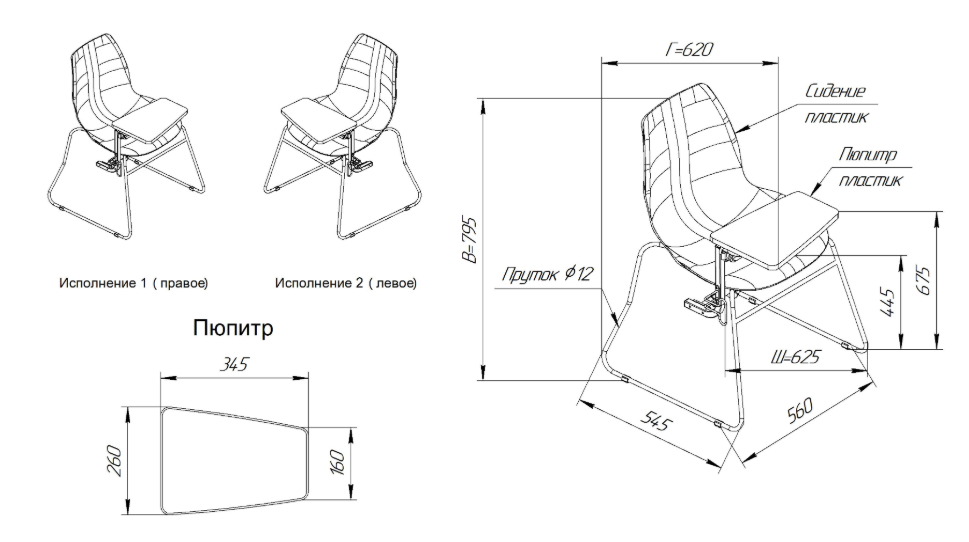 Исполнение 1 ( правое)
Исполнение 2 ( левое)
Пюпитр
345
260
160
Г=620
Сидение
пластик
Пюпитр
пластик
В=795
Пруток ϕ12
445
675
Ш=625
545
560